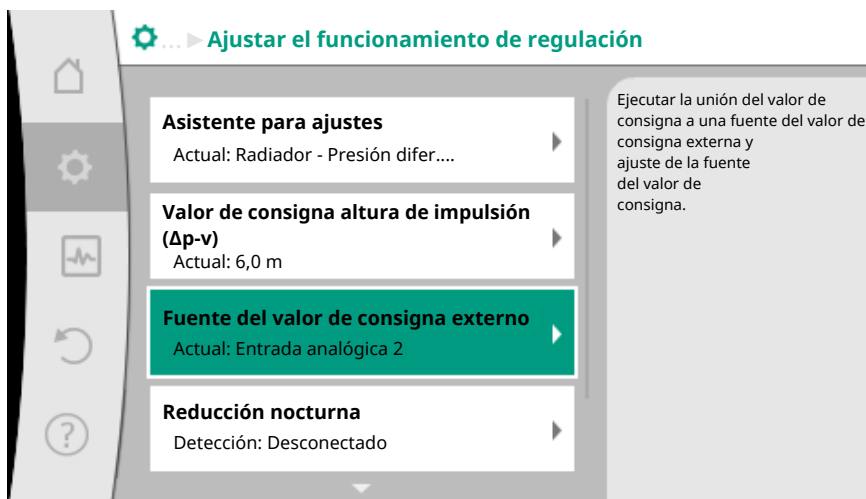 ... Ajustar el funcionamiento de regulación
Asistente para ajustes
Actual: Radiador - Presión difer....
Valor de consigna altura de impulsión
(Δp-v)
Actual: 6,0 m
Fuente del valor de consigna externo
Actual: Entrada analógica 2
Reducción nocturna
Detección: Desconectado
Ejecutar la unión del valor de
consigna a una fuente del valor de
consigna externa y
ajuste de la fuente
del valor de
consigna.
?